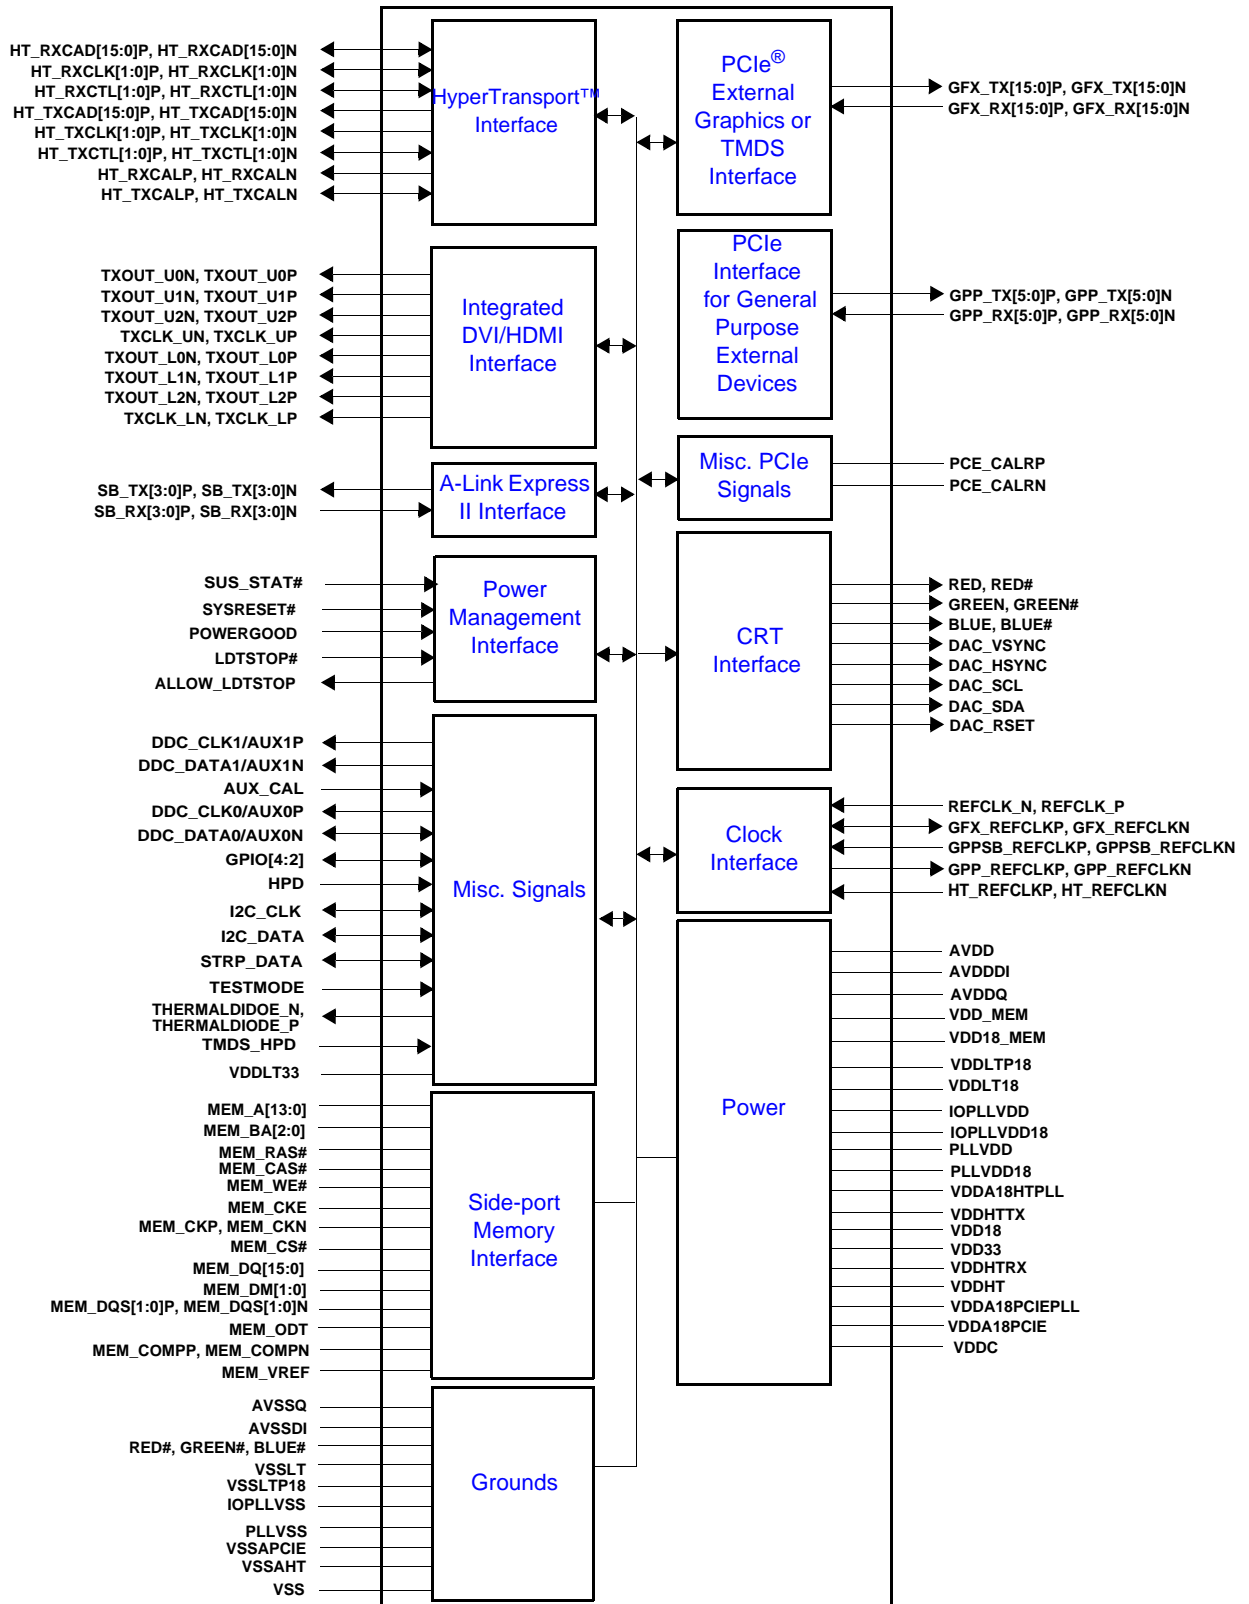 HT_RXCAD[15:0]P, HT_RXCAD[15:0]N
HT_RXCLK[1:0]P, HT_RXCLK[1:0]N
HT_RXCTL[1:0]P, HT_RXCTL[1:0]N
HT_TXCAD[15:0]P, HT_TXCAD[15:0]N
HT_TXCLK[1:0]P, HT_TXCLK[1:0]N
HT_TXCTL[1:0]P, HT_TXCTL[1:0]N
HT_RXCALP, HT_RXCALN
HT_TXCALP, HT_TXCALN
HyperTransport™
Interface
TXOUT_U0N, TXOUT_U0P
TXOUT_U1N, TXOUT_U1P
TXOUT_U2N, TXOUT_U2P
TXCLK_UN, TXCLK_UP
TXOUT_L0N, TXOUT_L0P
TXOUT_L1N, TXOUT_L1P
TXOUT_L2N, TXOUT_L2P
TXCLK_LN, TXCLK_LP
Integrated
DVI/HDMI
Interface
SB_TX[3:0]P, SB_TX[3:0]N
SB_RX[3:0]P, SB_RX[3:0]N
A-Link Express
II Interface
SUS_STAT#
SYSRESET#
POWERGOOD
LDTSTOP#
ALLOW_LDTSTOP
Power
Management
Interface
DDC_CLK1/AUX1P
DDC_DATA1/AUX1N
AUX_CAL
DDC_CLK0/AUX0P
DDC_DATA0/AUX0N
GPIO[4:2]
HPD
I2C_CLK
I2C_DATA
STRP_DATA
TESTMODE
THERMALDIDOE_N,
THERMALDIODE_P
TMDS_HPD
VDDLT33
Misc. Signals
MEM_A[13:0]
MEM_BA[2:0]
MEM_RAS#
MEM_CAS#
MEM_WE#
MEM_CKE
MEM_CKP, MEM_CKN
MEM_CS#
MEM_DQ[15:0]
MEM_DM[1:0]
MEM_DQS[1:0]P, MEM_DQS[1:0]N
MEM_ODT
MEM_COMPP, MEM_COMPN
MEM_VREF
Side-port
Memory
Interface
AVSSQ
AVSSDI
RED#, GREEN#, BLUE#
VSSLT
VSSLTP18
IOPLLVSS
PLLVSS
VSSAPCIE
VSSAHT
VSS
Grounds
PCIe®
External
Graphics or
TMDS
Interface
GFX_TX[15:0]P, GFX_TX[15:0]N
GFX_RX[15:0]P, GFX_RX[15:0]N
PCIe
Interface
for General
Purpose
External
Devices
GPP_TX[5:0]P, GPP_TX[5:0]N
GPP_RX[5:0]P, GPP_RX[5:0]N
Misc. PCIe
Signals
PCE_CALRP
PCE_CALRN
CRT
Interface
RED, RED#
GREEN, GREEN#
BLUE, BLUE#
DAC_VSYNC
DAC_HSYNC
DAC_SCL
DAC_SDA
DAC_RSET
Clock
Interface
REFCLK_N, REFCLK_P
GFX_REFCLKP, GFX_REFCLKN
GPPSB_REFCLKP, GPPSB_REFCLKN
GPP_REFCLKP, GPP_REFCLKN
HT_REFCLKP, HT_REFCLKN
Power
AVDD
AVDDDI
AVDDQ
VDD_MEM
VDD18_MEM
VDDLTP18
VDDLT18
IOPLLVDD
IOPLLVDD18
PLLVDD
PLLVDD18
VDDA18HTPLL
VDDHTTX
VDD18
VDD33
VDDHTRX
VDDHT
VDDA18PCIEPLL
VDDA18PCIE
VDDC